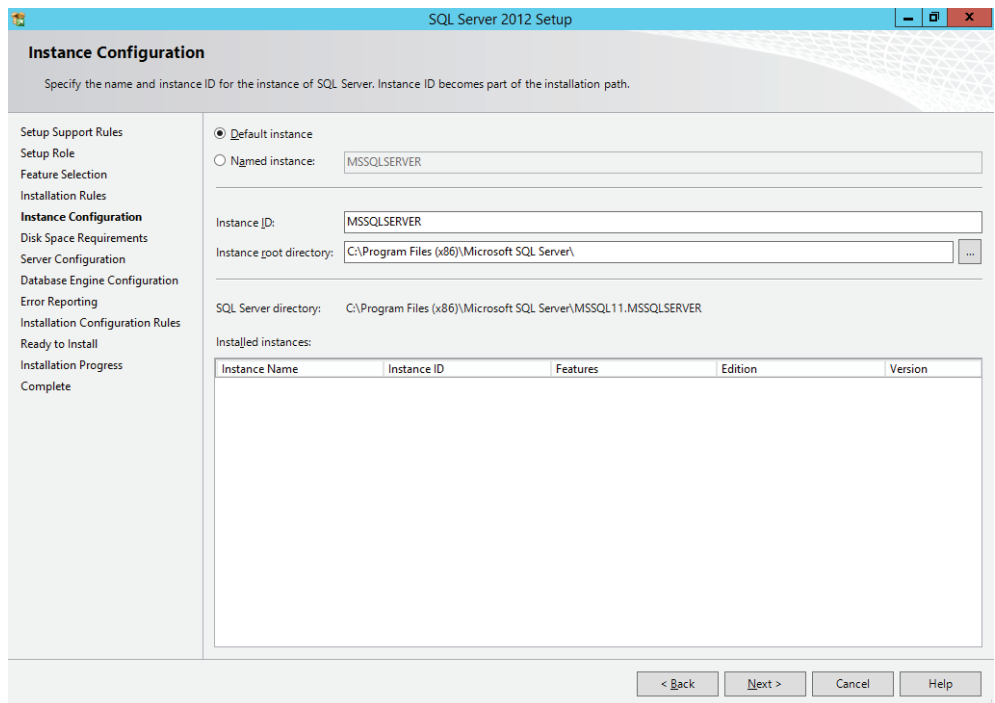 SQL Server 2012 Setup
Instance Configuration
Specify the name and instance ID for the instance of SQL Server. Instance ID becomes part of the installation path.
Setup Support Rules
Setup Role
Feature Selection
Installation Rules
Instance Configuration
Disk Space Requirements
Server Configuration
Database Engine Configuration
Error Reporting
Installation Configuration Rules
Ready to Install
Installation Progress
Complete
Default instance
Named instance: MSSQLSERVER
Instance ID: MSSQLSERVER
Instance root directory: C:\Program Files (x86)\Microsoft SQL Server\ ...
SQL Server directory: C:\Program Files (x86)\Microsoft SQL Server\MSSQL11.MSSQLSERVER
Installed instances:
Instance Name Instance ID Features Edition Version
< Back Next > Cancel Help